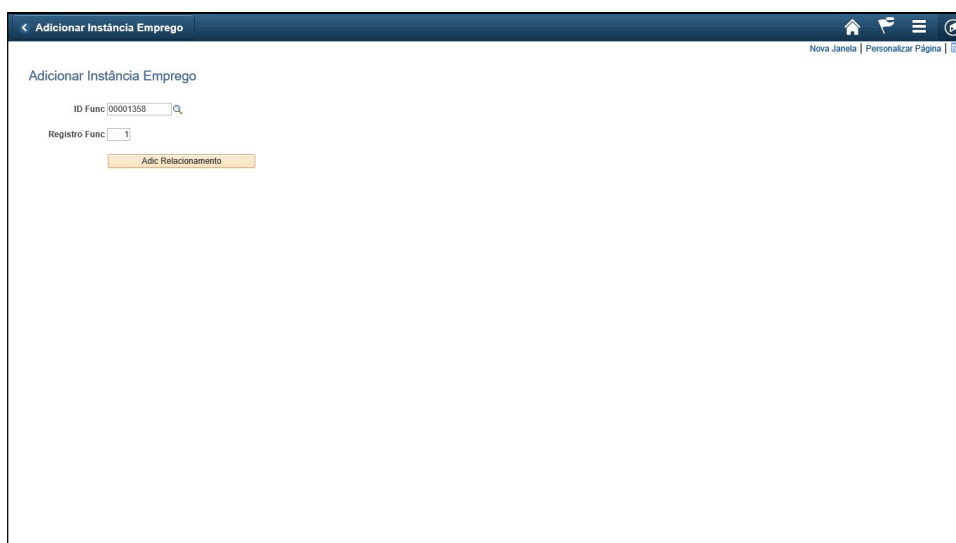 Adicionar Instância Emprego
Nova Janela | Personalizar Página |
Adicionar Instância Emprego
ID Func 00001358
Registro Func 1
Adic Relacionamento